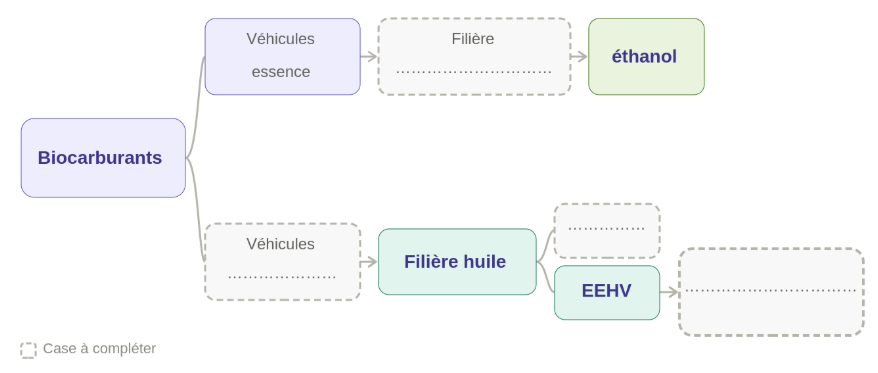 Véhicules
essence
Filière
................................
éthanol
Biocarburants
Véhicules
......................
Filière huile
................
EEHV
...................................
Case à compléter